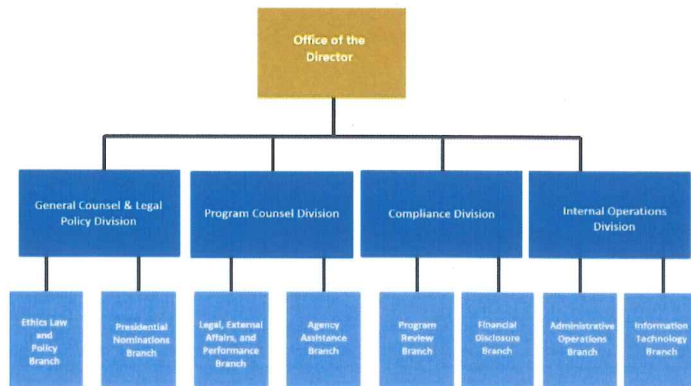 Office of the
Director
General Counsel & Legal
Policy Division
Program Counsel Division
Compliance Division
Internal Operations
Division
Ethics Law
and
Policy
Branch
Presidential
Nominations
Branch
Legal, External
Affairs, and
Performance
Branch
Agency
Assistance
Branch
Program
Review
Branch
Financial
Disclosure
Branch
Administrative
Operations
Branch
Information
Technology
Branch